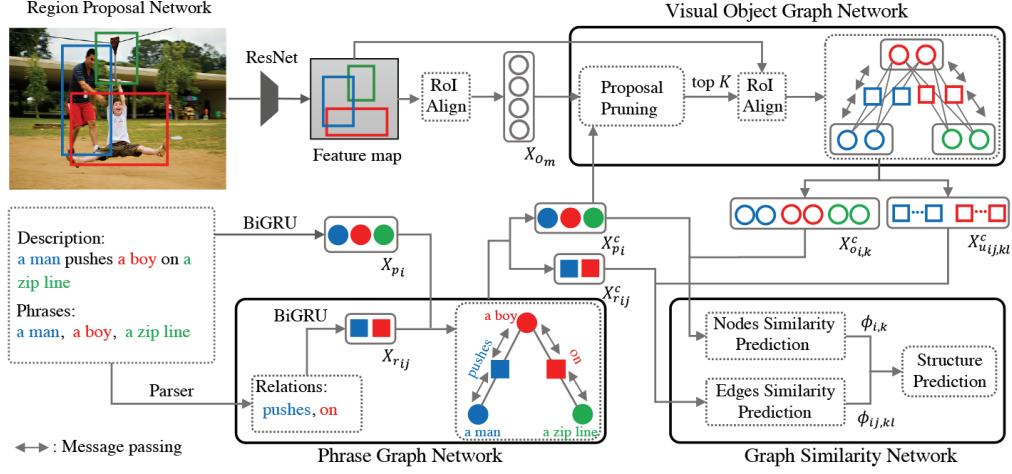 Region Proposal Network
Visual Object Graph Network
ResNet
Feature map
RoI
Align
X_{o_m}
Proposal
Pruning
top K
RoI
Align
Description:
a man pushes a boy on a
zip line
Phrases:
a man, a boy, a zip line
BiGRU
X_{p_i}
X^c_{p_i}
X^c_{r_{ij}}
X^c_{o_{i,k}}
X^c_{u_{ij,kl}}
BiGRU
X_{r_{ij}}
Parser
Relations:
pushes, on
a boy
pushes
on
a man
a zip line
Phrase Graph Network
Nodes Similarity
Prediction
ϕ_{i,k}
Edges Similarity
Prediction
ϕ_{ij,kl}
Structure
Prediction
Graph Similarity Network
: Message passing